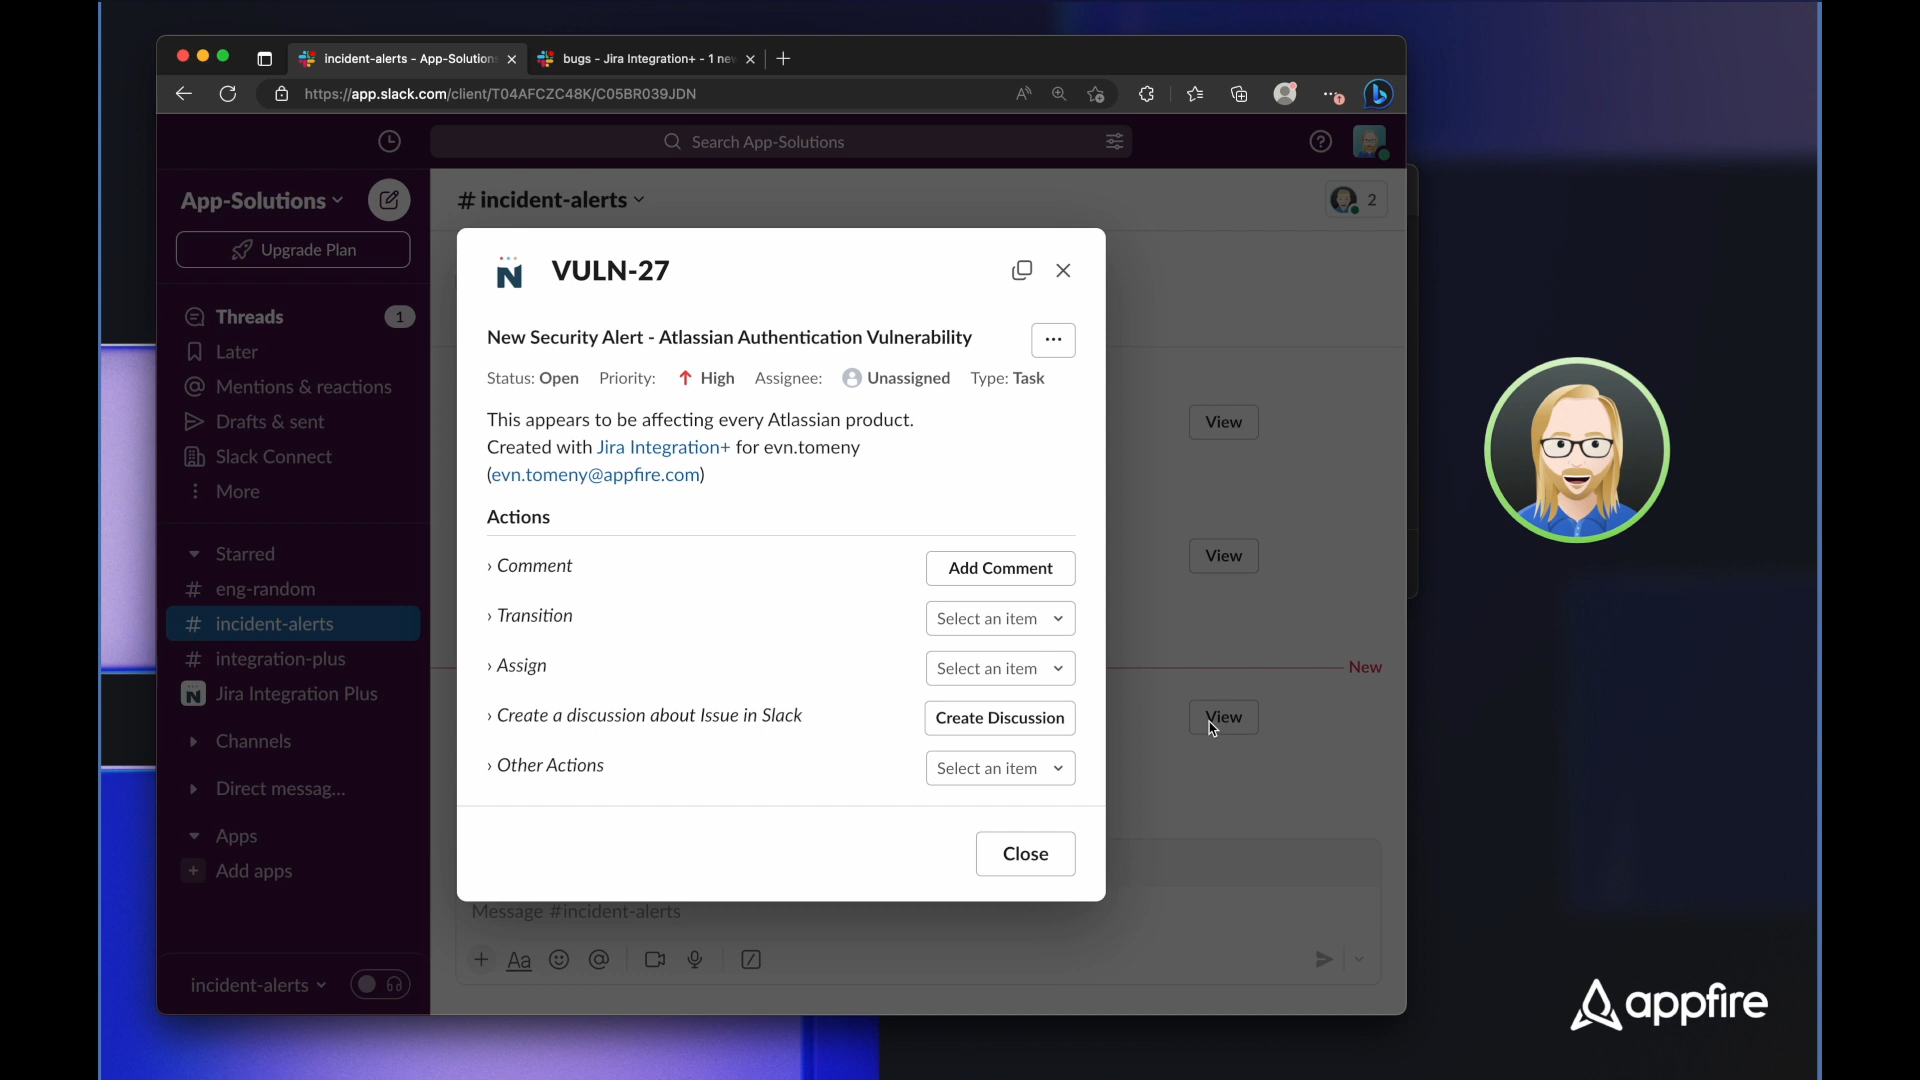 incident-alerts - App-Solution
bugs - Jira Integration+ - 1 nev
https://app.slack.com/client/T04AFCZC48K/C05BR039JDN
Search App-Solutions
App-Solutions
# incident-alerts
2
Upgrade Plan
Threads
1
Later
Mentions & reactions
Drafts & sent
Slack Connect
More
Starred
# eng-random
# incident-alerts
# integration-plus
Jira Integration Plus
Channels
Direct messag...
Apps
+ Add apps
incident-alerts
VULN-27
New Security Alert - Atlassian Authentication Vulnerability
...
Status: Open Priority: High Assignee: Unassigned Type: Task
This appears to be affecting every Atlassian product.
Created with Jira Integration+ for evn.tomeny
(evn.tomeny@appfire.com)
Actions
› Comment
Add Comment
› Transition
Select an item
› Assign
Select an item
› Create a discussion about Issue in Slack
Create Discussion
› Other Actions
Select an item
Close
View
View
New
View
Message #incident-alerts
Aa
appfire